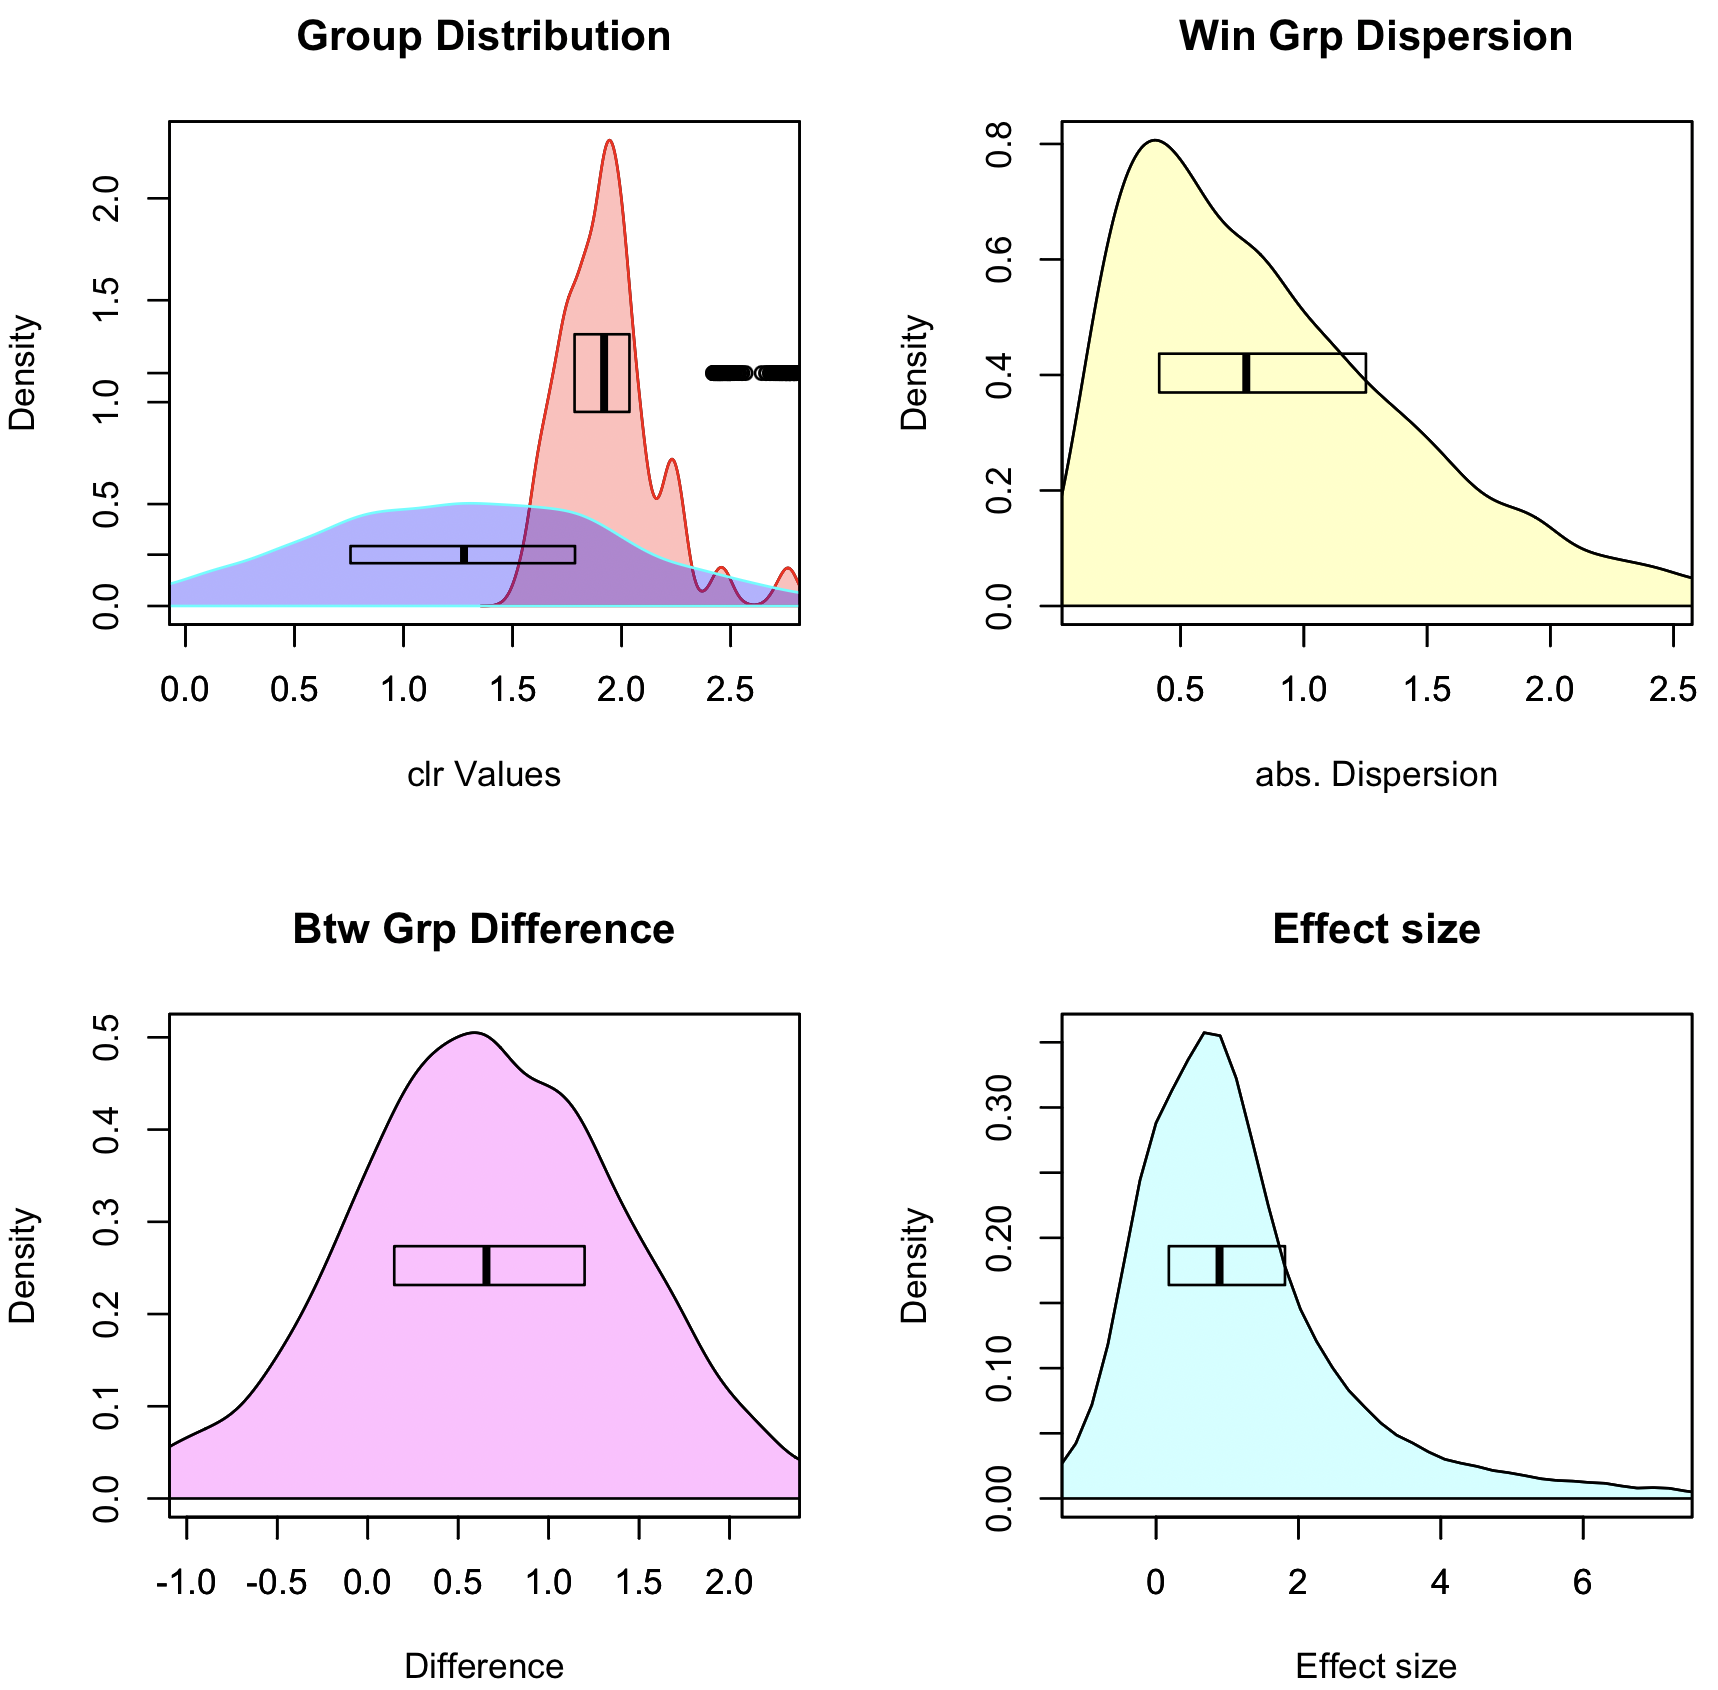 Group Distribution
Density
0.0 0.5 1.0 1.5 2.0
0.0 0.5 1.0 1.5 2.0 2.5
clr Values
Win Grp Dispersion
Density
0.0 0.2 0.4 0.6 0.8
0.5 1.0 1.5 2.0 2.5
abs. Dispersion
Btw Grp Difference
Density
0.0 0.1 0.2 0.3 0.4 0.5
-1.0 -0.5 0.0 0.5 1.0 1.5 2.0
Difference
Effect size
Density
0.00 0.10 0.20 0.30
0 2 4 6
Effect size